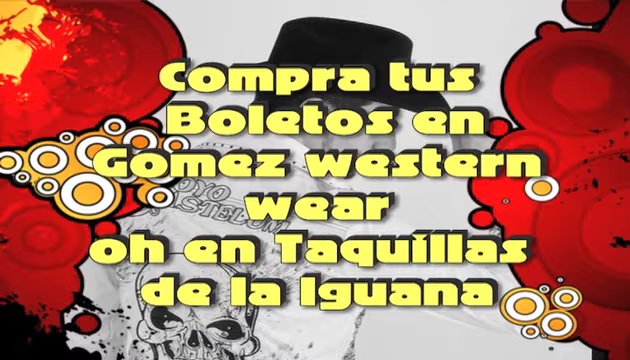 Compra tus
Boletos en
Gomez western
wear
oh en Taquillas
de la Iguana